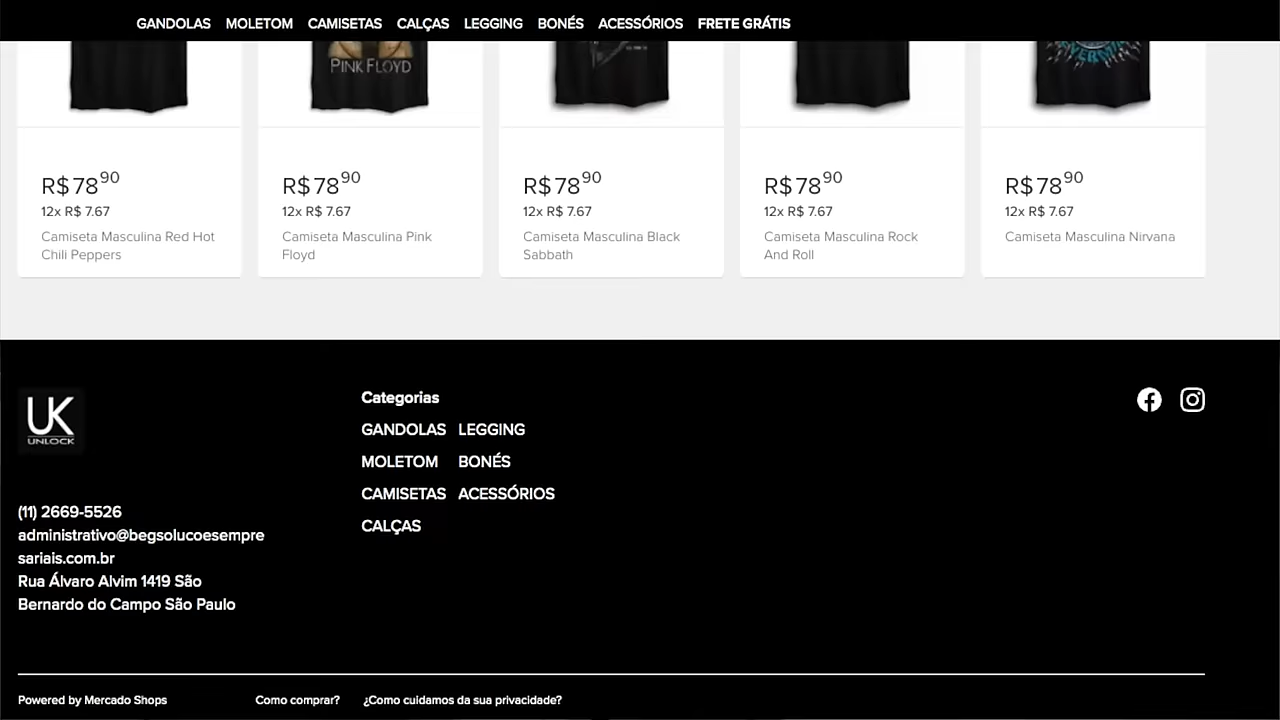 GANDOLAS MOLETOM CAMISETAS CALÇAS LEGGING BONÉS ACESSÓRIOS FRETE GRÁTIS
PINK FLOYD
R$ 78 90
12x R$ 7.67
Camiseta Masculina Red Hot
Chili Peppers
R$ 78 90
12x R$ 7.67
Camiseta Masculina Pink
Floyd
R$ 78 90
12x R$ 7.67
Camiseta Masculina Black
Sabbath
R$ 78 90
12x R$ 7.67
Camiseta Masculina Rock
And Roll
R$ 78 90
12x R$ 7.67
Camiseta Masculina Nirvana
UK
UNLOCK
(11) 2669-5526
administrativo@begsolucoesempre
sariais.com.br
Rua Álvaro Alvim 1419 São
Bernardo do Campo São Paulo
Categorias
GANDOLAS LEGGING
MOLETOM BONÉS
CAMISETAS ACESSÓRIOS
CALÇAS
Powered by Mercado Shops Como comprar? ¿Como cuidamos da sua privacidade?